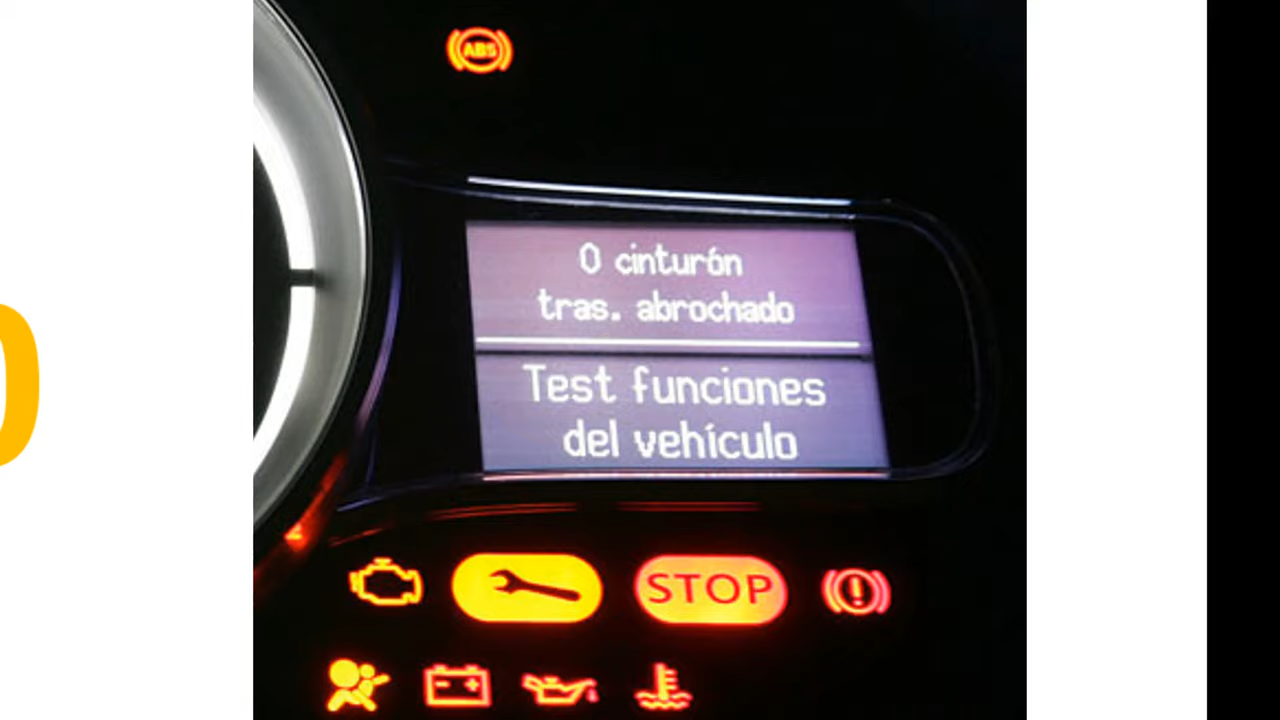 ABS
0 cinturón
tras. abrochado
Test funciones
del vehículo
STOP